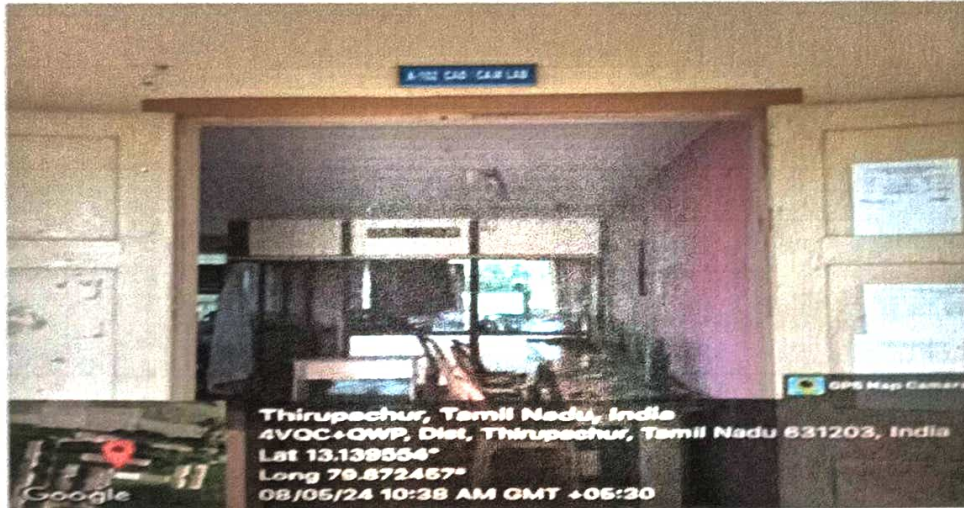 A-102 CAD / CAM LAB
GPS Map Camera
Thirupachur, Tamil Nadu, India
4VQC+QWP, Dist, Thirupachur, Tamil Nadu 631203, India
Lat 13.139554°
Long 79.872457°
08/05/24 10:38 AM GMT +05:30
Google